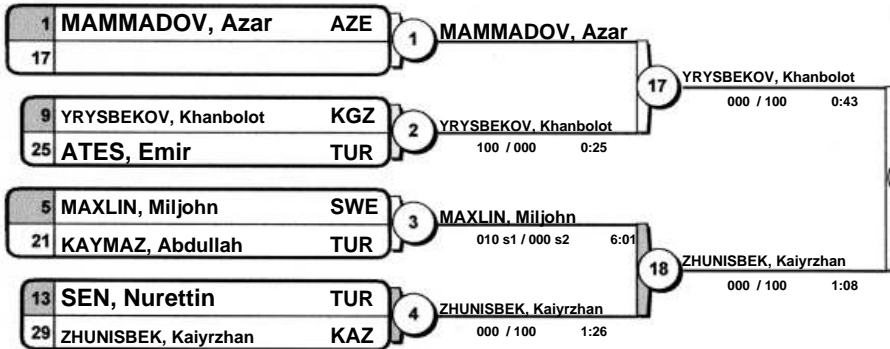 1 MAMMADOV, Azar AZE
17
1 MAMMADOV, Azar
9 YRYSBEKOV, Khanbolot KGZ
25 ATES, Emir TUR
2 YRYSBEKOV, Khanbolot
100 / 000 0:25
17 YRYSBEKOV, Khanbolot
000 / 100 0:43
5 MAXLIN, Miljohn SWE
21 KAYMAZ, Abdullah TUR
3 MAXLIN, Miljohn
010 s1 / 000 s2 6:01
13 SEN, Nurettin TUR
29 ZHUNISBEK, Kaiyrzhan KAZ
4 ZHUNISBEK, Kaiyrzhan
000 / 100 1:26
18 ZHUNISBEK, Kaiyrzhan
000 / 100 1:08